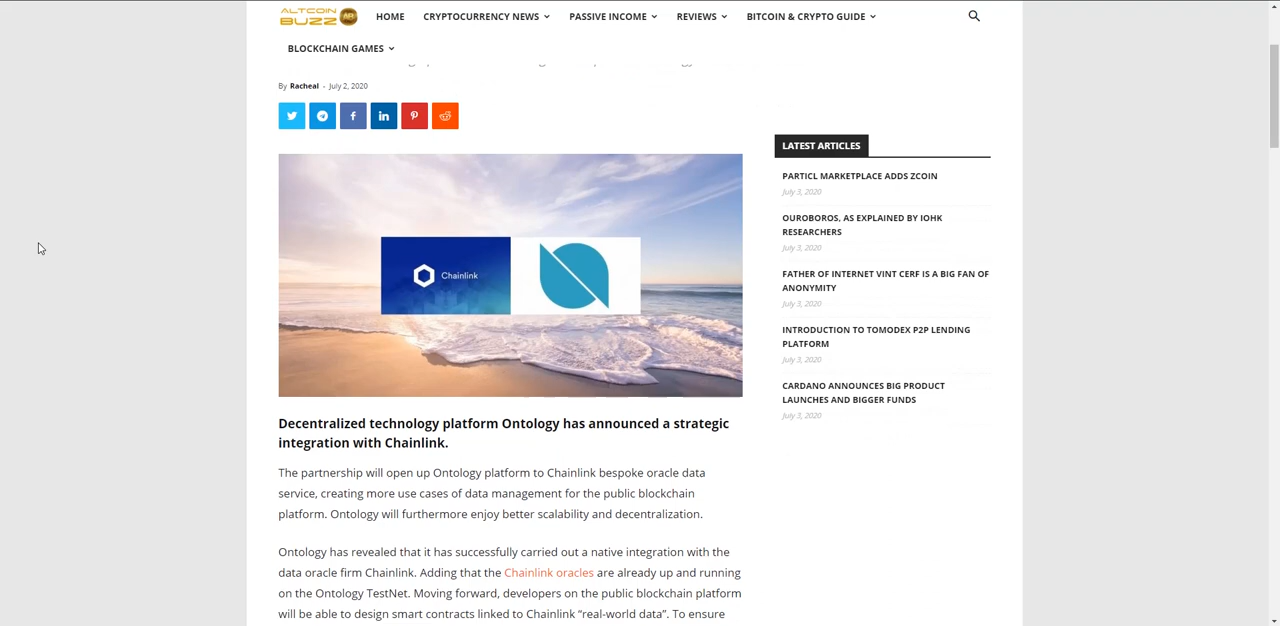 ALTCOIN BUZZ
HOME
CRYPTOCURRENCY NEWS
PASSIVE INCOME
REVIEWS
BITCOIN & CRYPTO GUIDE
BLOCKCHAIN GAMES
By Racheal - July 2, 2020
Chainlink
Decentralized technology platform Ontology has announced a strategic
integration with Chainlink.
The partnership will open up Ontology platform to Chainlink bespoke oracle data
service, creating more use cases of data management for the public blockchain
platform. Ontology will furthermore enjoy better scalability and decentralization.
Ontology has revealed that it has successfully carried out a native integration with the
data oracle firm Chainlink. Adding that the Chainlink oracles are already up and running
on the Ontology TestNet. Moving forward, developers on the public blockchain platform
will be able to design smart contracts linked to Chainlink “real-world data”. To ensure
LATEST ARTICLES
PARTICL MARKETPLACE ADDS ZCOIN
July 3, 2020
OUROBOROS, AS EXPLAINED BY IOHK
RESEARCHERS
July 3, 2020
FATHER OF INTERNET VINT CERF IS A BIG FAN OF
ANONYMITY
July 3, 2020
INTRODUCTION TO TOMODEX P2P LENDING
PLATFORM
July 3, 2020
CARDANO ANNOUNCES BIG PRODUCT
LAUNCHES AND BIGGER FUNDS
July 3, 2020